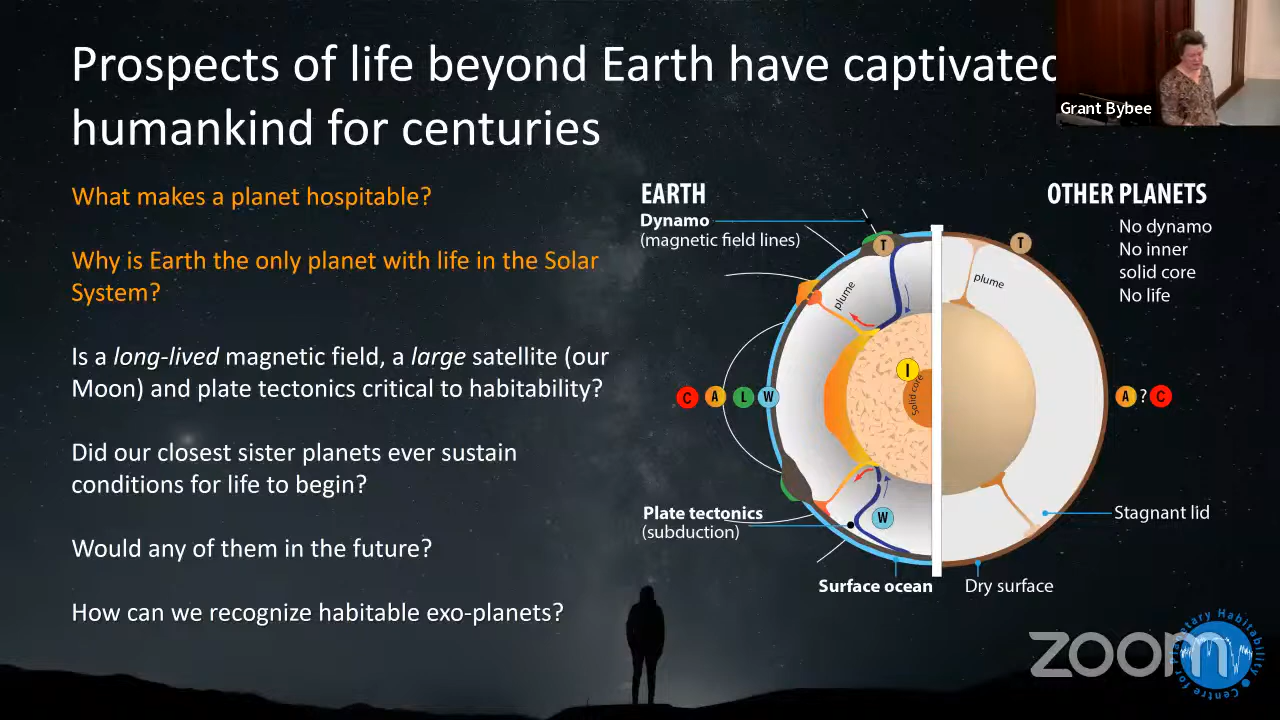 Prospects of life beyond Earth have captivated
humankind for centuries
Grant Bybee
What makes a planet hospitable?
Why is Earth the only planet with life in the Solar
System?
Is a long-lived magnetic field, a large satellite (our
Moon) and plate tectonics critical to habitability?
Did our closest sister planets ever sustain
conditions for life to begin?
Would any of them in the future?
How can we recognize habitable exo-planets?
EARTH
Dynamo
(magnetic field lines)
T
plume
I
Solid core
C A L W
W
Plate tectonics
(subduction)
Surface ocean
OTHER PLANETS
No dynamo
No inner
solid core
No life
T
plume
A ? C
Stagnant lid
Dry surface
zoom
Centre for Planetary Habitability